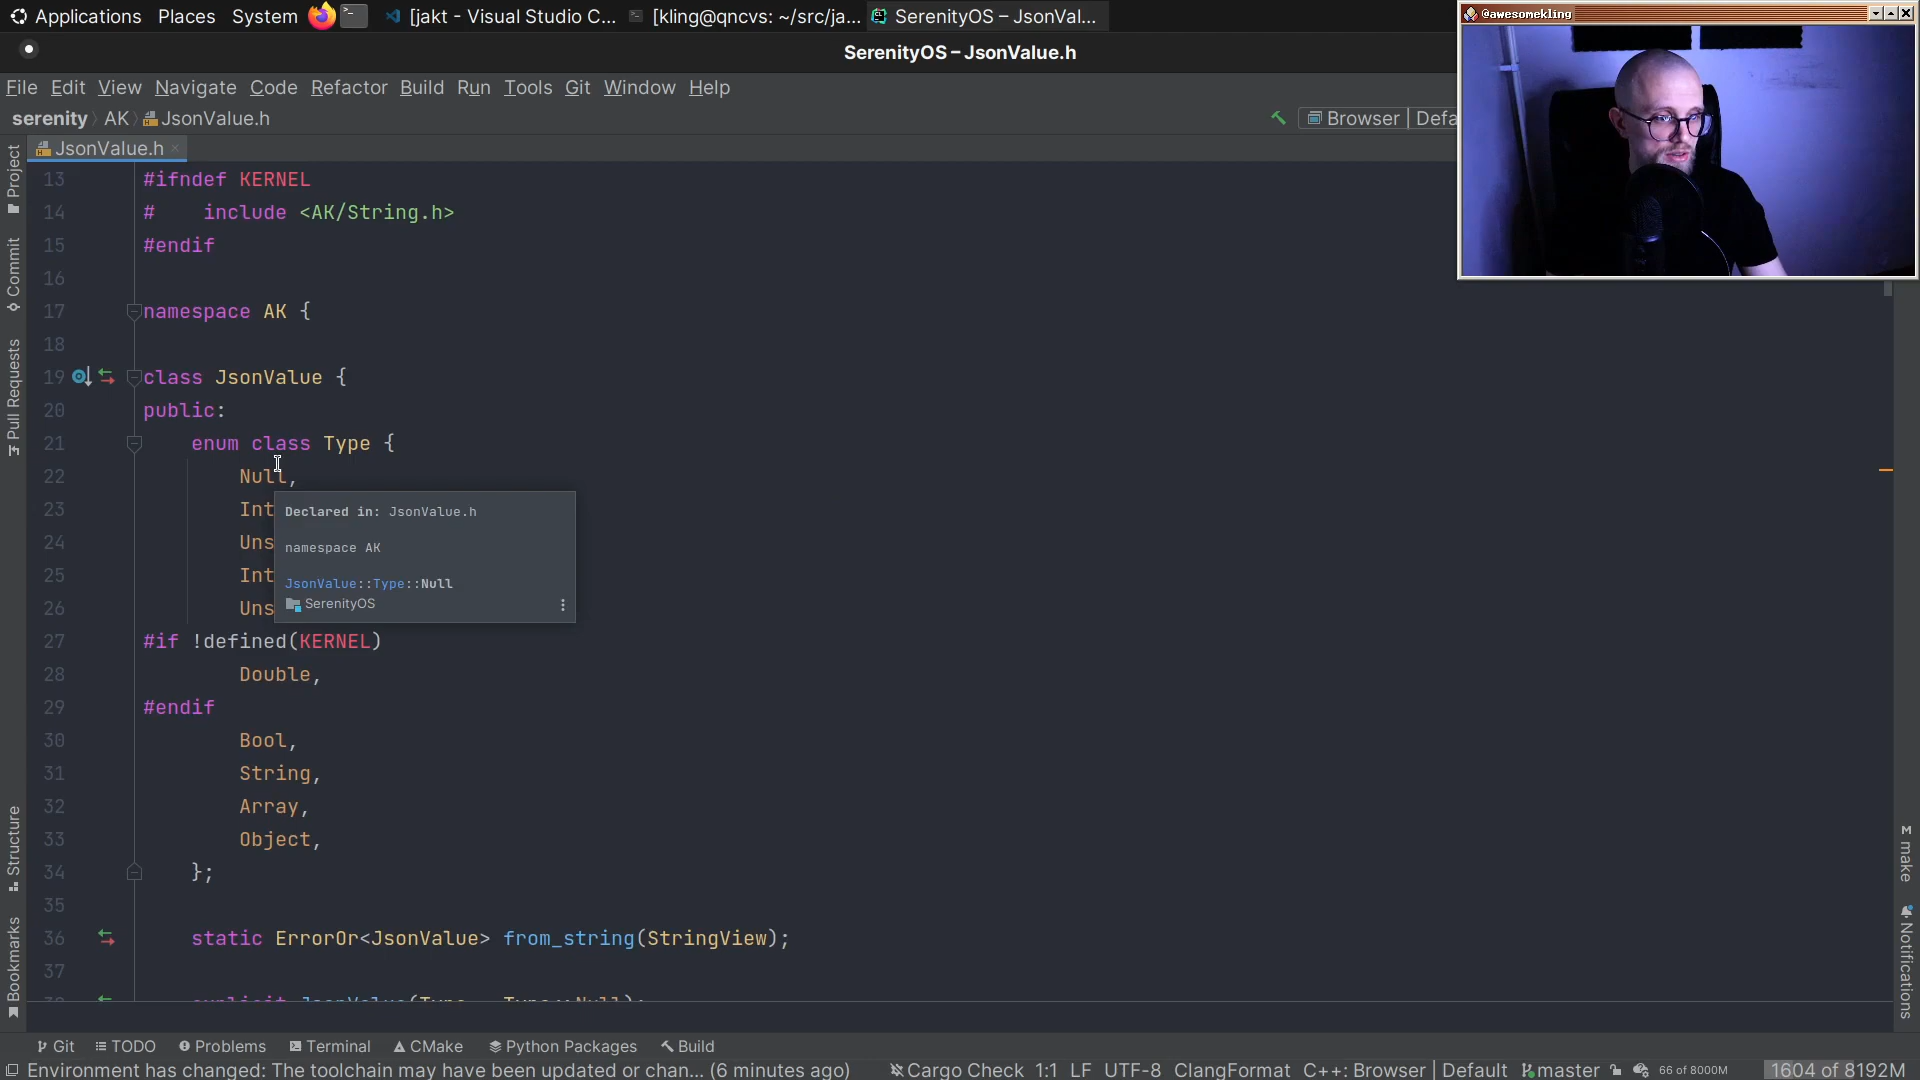 Applications Places System [jakt - Visual Studio C... [kling@qncvs: ~/src/ja... SerenityOS – JsonVal...
@awesomekling
SerenityOS – JsonValue.h
File Edit View Navigate Code Refactor Build Run Tools Git Window Help
serenity AK JsonValue.h Browser | Defa
JsonValue.h
Project
Commit
Pull Requests
Structure
Bookmarks
13 #ifndef KERNEL
14 #    include <AK/String.h>
15 #endif
16
17 namespace AK {
18
19 class JsonValue {
20 public:
21     enum class Type {
22         Null,
23         Int
24         Uns
25         Int
26         Uns
Declared in: JsonValue.h
namespace AK
JsonValue::Type::Null
SerenityOS
27 #if !defined(KERNEL)
28         Double,
29 #endif
30         Bool,
31         String,
32         Array,
33         Object,
34     };
35
36     static ErrorOr<JsonValue> from_string(StringView);
37
make
Notifications
Git TODO Problems Terminal CMake Python Packages Build
Environment has changed: The toolchain may have been updated or chan... (6 minutes ago) Cargo Check 1:1 LF UTF-8 ClangFormat C++: Browser | Default master 66 of 8000M 1604 of 8192M